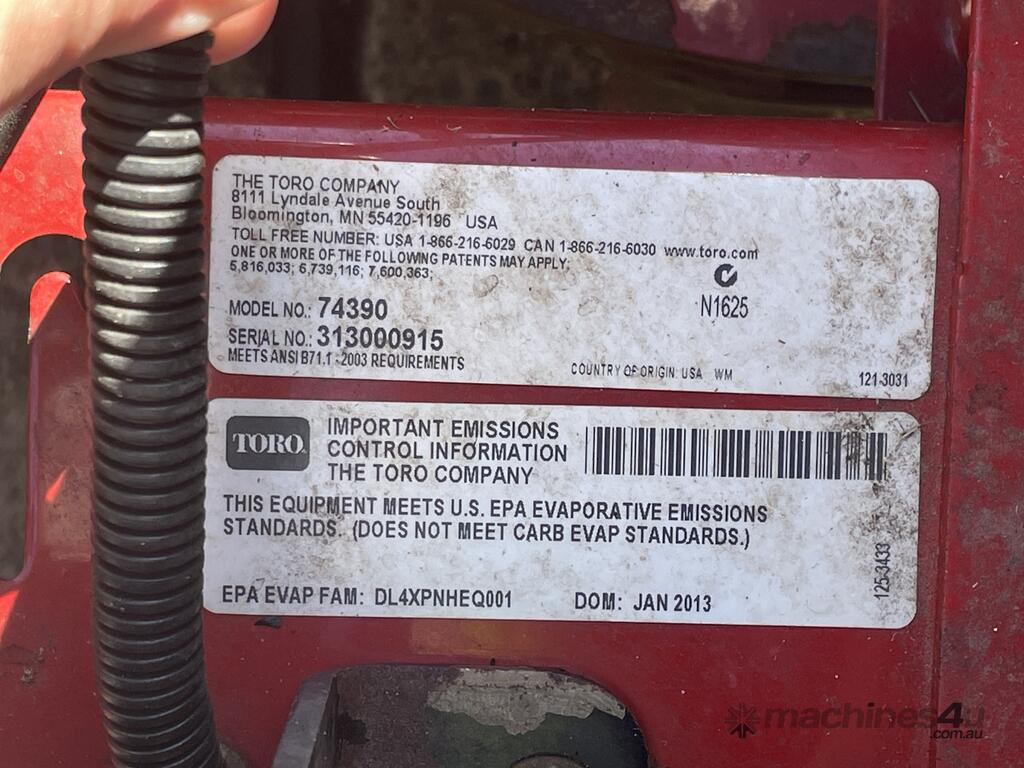 THE TORO COMPANY
8111 Lyndale Avenue South
Bloomington, MN 55420-1196 USA
TOLL FREE NUMBER: USA 1-866-216-6029 CAN 1-866-216-6030 www.toro.com
ONE OR MORE OF THE FOLLOWING PATENTS MAY APPLY:
5,816,033; 6,739,116; 7,600,363;
N1625
MODEL NO.: 74390
SERIAL NO.: 313000915
MEETS ANSI B71.1 -2003 REQUIREMENTS
COUNTRY OF ORIGIN: USA WM
121-3031
TORO
IMPORTANT EMISSIONS
CONTROL INFORMATION
THE TORO COMPANY
THIS EQUIPMENT MEETS U.S. EPA EVAPORATIVE EMISSIONS
STANDARDS. (DOES NOT MEET CARB EVAP STANDARDS.)
125-3433
EPA EVAP FAM: DL4XPNHEQ001 DOM: JAN 2013
machines4u
.com.au